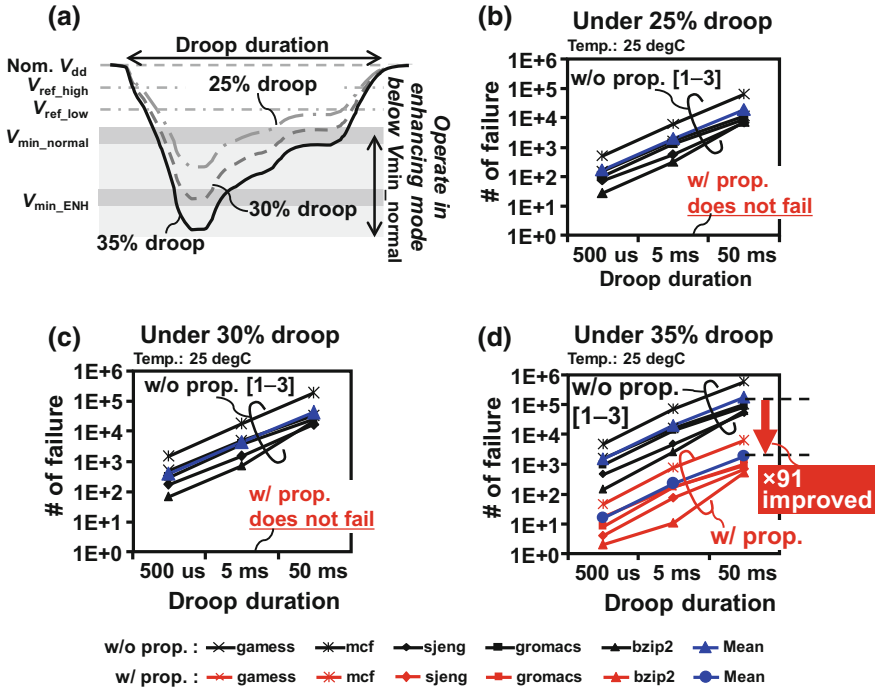 (a)
Droop duration
Nom. Vdd
Vref_high
Vref_low
Vmin_normal
Vmin_ENH
25% droop
30% droop
35% droop
Operate in
enhancing mode
below Vmin_normal
(b)
Under 25% droop
Temp.: 25 degC
# of failure
1E+6
1E+5
1E+4
1E+3
1E+2
1E+1
1E+0
w/o prop. [1–3]
w/ prop.
does not fail
500 us
5 ms
50 ms
Droop duration
(c)
Under 30% droop
Temp.: 25 degC
# of failure
1E+6
1E+5
1E+4
1E+3
1E+2
1E+1
1E+0
w/o prop. [1–3]
w/ prop.
does not fail
500 us
5 ms
50 ms
Droop duration
(d)
Under 35% droop
Temp.: 25 degC
# of failure
1E+6
1E+5
1E+4
1E+3
1E+2
1E+1
1E+0
w/o prop.
[1–3]
×91
improved
w/ prop.
500 us
5 ms
50 ms
Droop duration
w/o prop. : gamess mcf sjeng gromacs bzip2 Mean
w/ prop. : gamess mcf sjeng gromacs bzip2 Mean